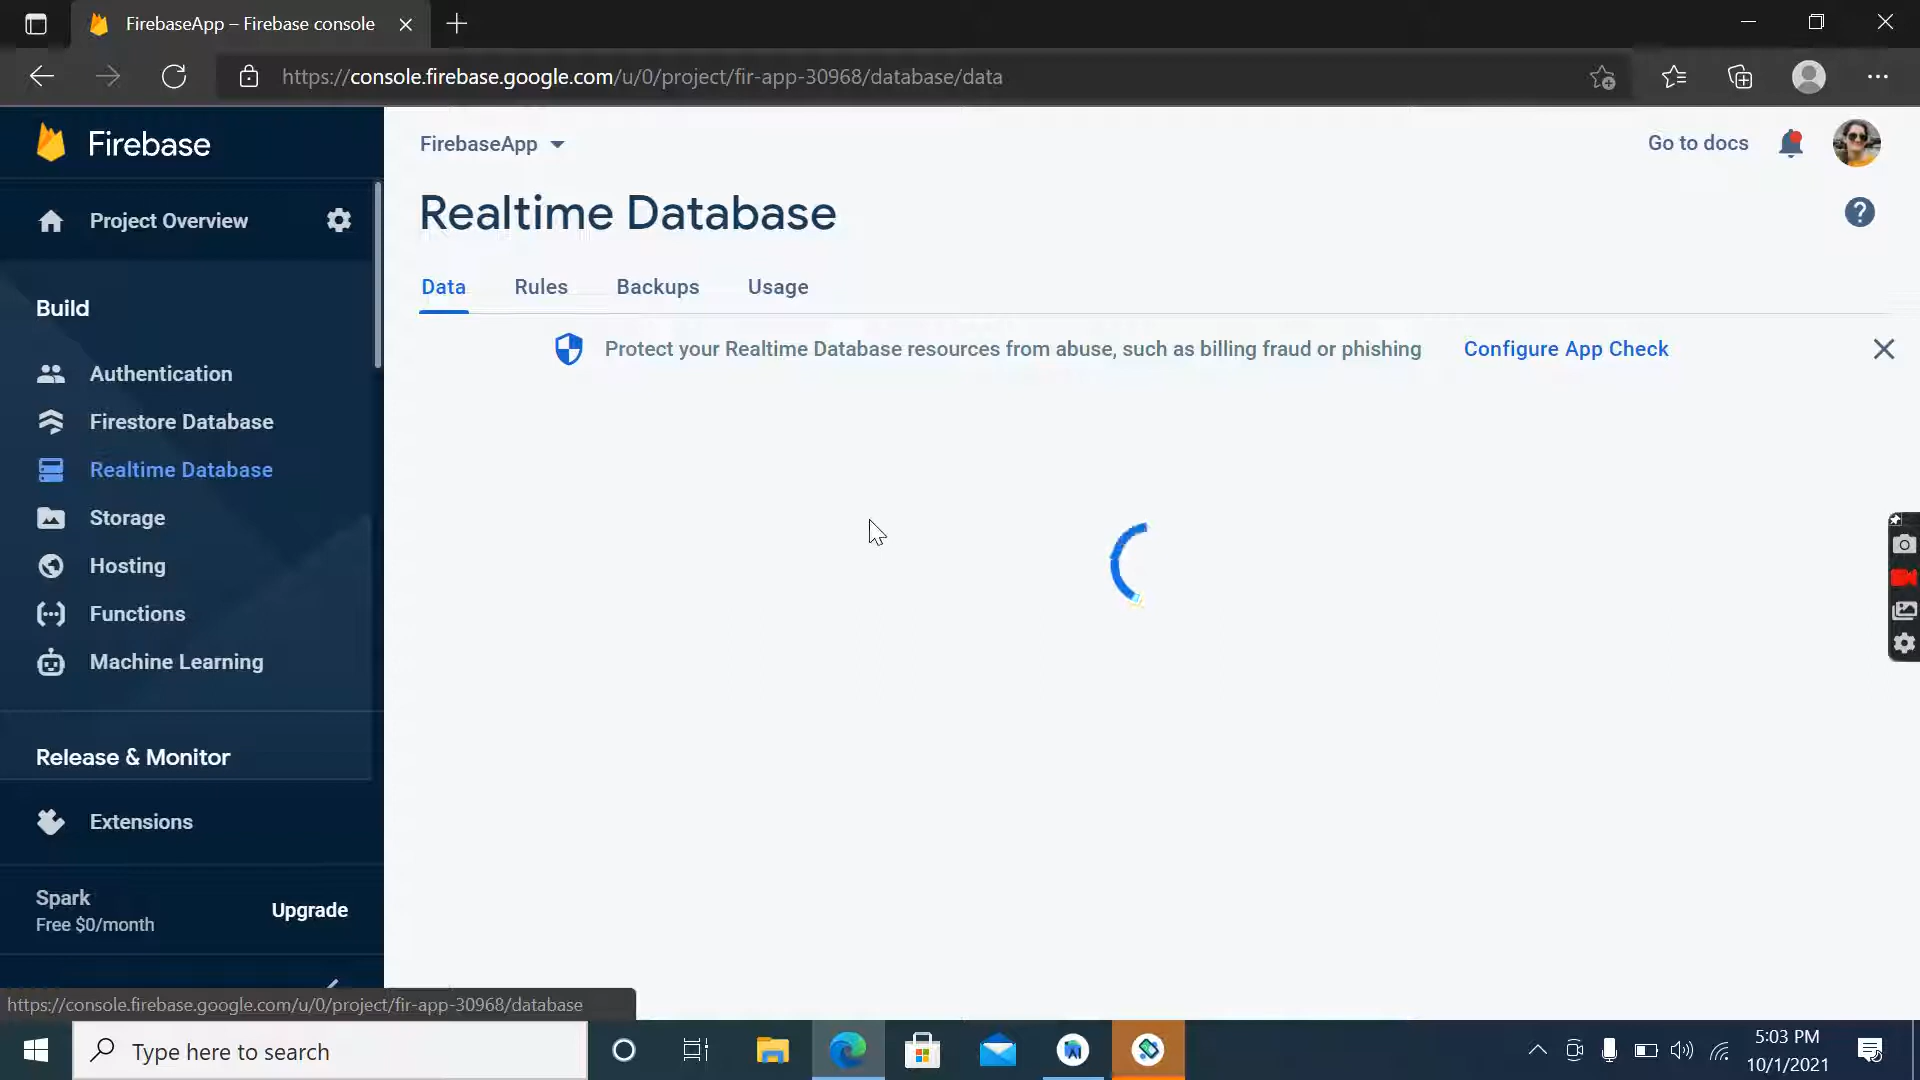 FirebaseApp – Firebase console
https://console.firebase.google.com/u/0/project/fir-app-30968/database/data
Firebase
FirebaseApp
Go to docs
Project Overview
Realtime Database
Data
Rules
Backups
Usage
Build
Protect your Realtime Database resources from abuse, such as billing fraud or phishing
Configure App Check
Authentication
Firestore Database
Realtime Database
Storage
Hosting
Functions
Machine Learning
Release & Monitor
Extensions
Spark
Free $0/month
Upgrade
https://console.firebase.google.com/u/0/project/fir-app-30968/database
Type here to search
5:03 PM
10/1/2021